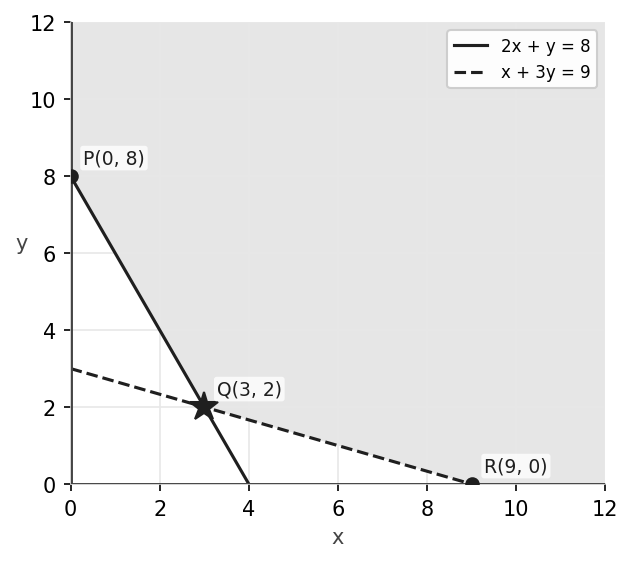 12
10
8
6
4
2
0
y
2x + y = 8
x + 3y = 9
P(0, 8)
Q(3, 2)
R(9, 0)
0 2 4 6 8 10 12
x